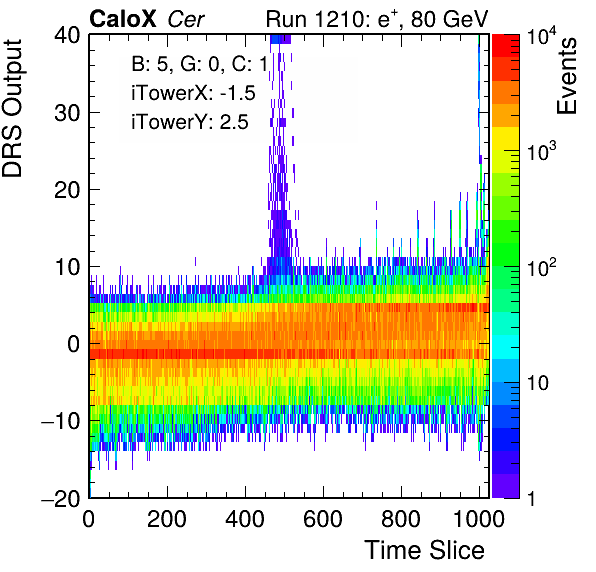 CaloX Cer Run 1210: e+, 80 GeV
B: 5, G: 0, C: 1
iTowerX: -1.5
iTowerY: 2.5
DRS Output
40
30
20
10
0
−10
−20
0 200 400 600 800 1000
Time Slice
Events
10^4
10^3
10^2
10
1